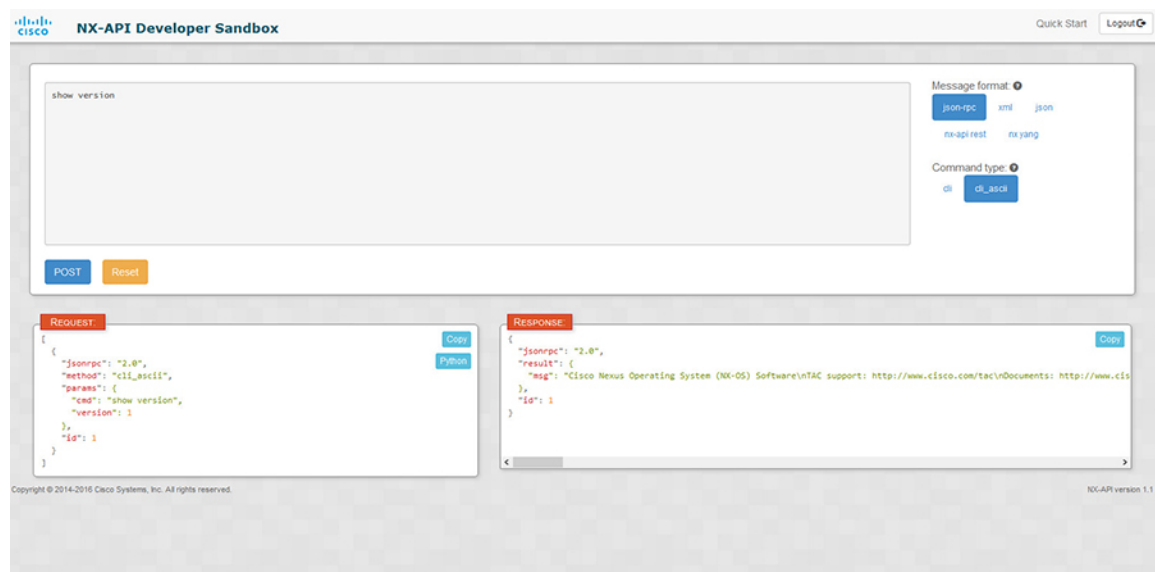 CISCO
NX-API Developer Sandbox
Quick Start
Logout
show version
Message format:
json-rpc xml json
nx-api rest nx yang
Command type:
cli cli_ascii
POST Reset
REQUEST:
Copy
Python
[
  {
    "jsonrpc": "2.0",
    "method": "cli_ascii",
    "params": {
      "cmd": "show version",
      "version": 1
    },
    "id": 1
  }
]
RESPONSE:
Copy
{
  "jsonrpc": "2.0",
  "result": {
    "msg": "Cisco Nexus Operating System (NX-OS) Software\nTAC support: http://www.cisco.com/tac\nDocuments: http://www.cis
  },
  "id": 1
}
Copyright © 2014-2016 Cisco Systems, Inc. All rights reserved.
NX-API version 1.1